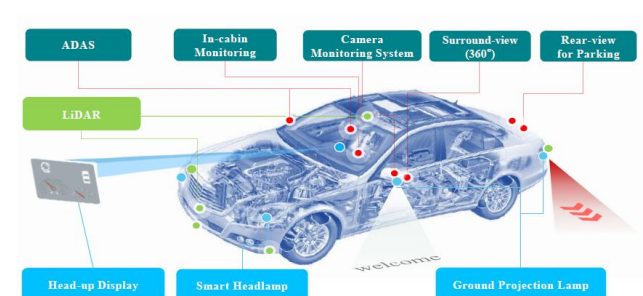 ADAS
In-cabin
Monitoring
Camera
Monitoring System
Surround-view
(360°)
Rear-view
for Parking
LiDAR
welcome
Head-up Display
Smart Headlamp
Ground Projection Lamp